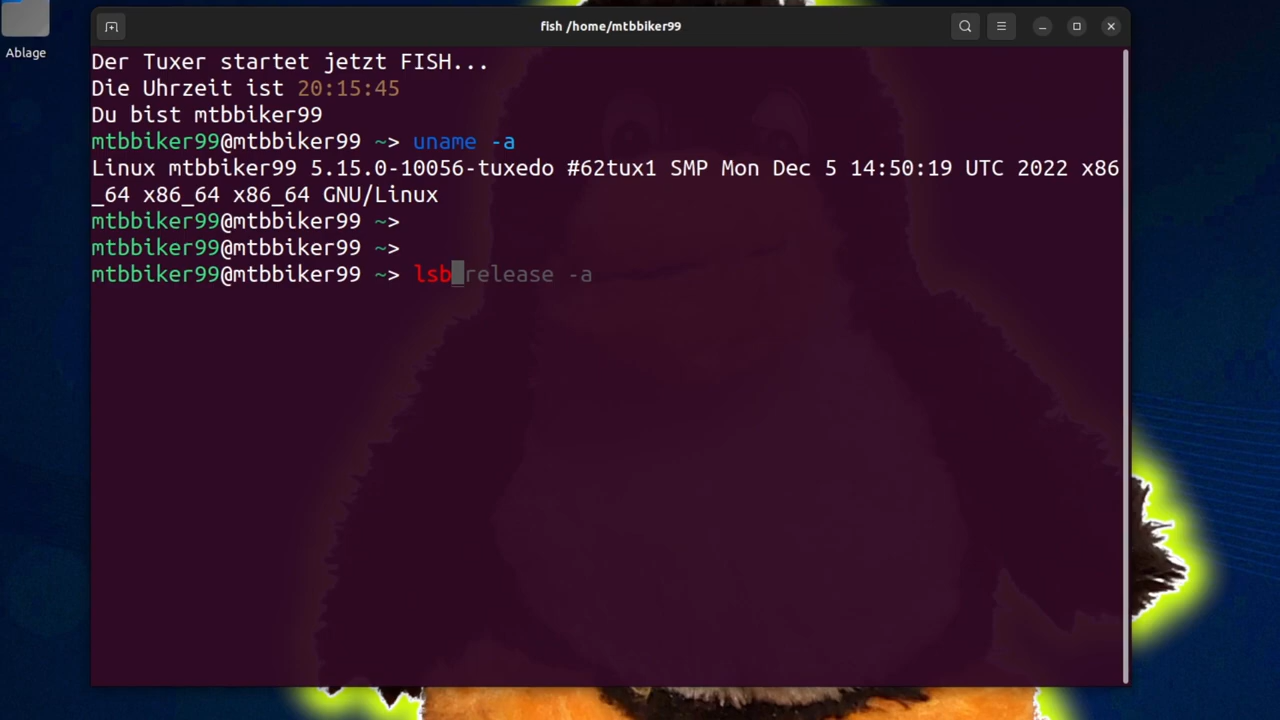 fish /home/mtbbiker99
Ablage
Der Tuxer startet jetzt FISH...
Die Uhrzeit ist 20:15:45
Du bist mtbbiker99
mtbbiker99@mtbbiker99 ~> uname -a
Linux mtbbiker99 5.15.0-10056-tuxedo #62tux1 SMP Mon Dec 5 14:50:19 UTC 2022 x86
_64 x86_64 x86_64 GNU/Linux
mtbbiker99@mtbbiker99 ~>
mtbbiker99@mtbbiker99 ~>
mtbbiker99@mtbbiker99 ~> lsb_release -a